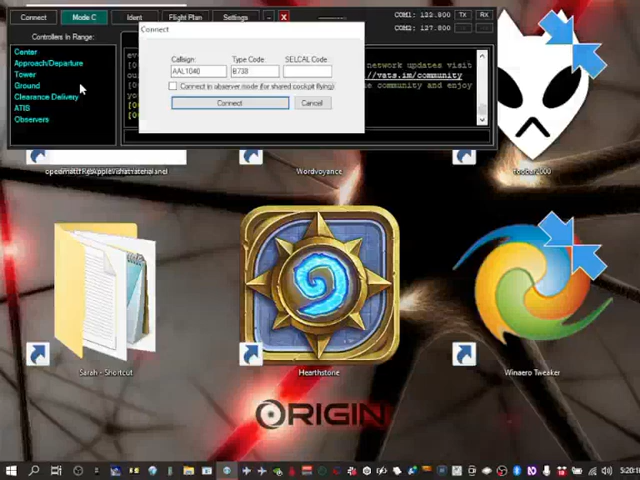 Connect Mode C Ident Flight Plan Settings - X
COM1: 122.800 TX RX
COM2: 127.800
Controllers In Range:
Center
Approach/Departure
Tower
Ground
Clearance Delivery
ATIS
Observers
Connect
Callsign: Type Code: SELCAL Code
AAL1040 B738
Connect in observer mode (for shared cockpit flying)
Connect Cancel
network updates visit
://vats.im/community
e community and enjoy
Wordvoyance
foobar2000
Sarah - Shortcut
Hearthstone
Winaero Tweaker
ORIGIN